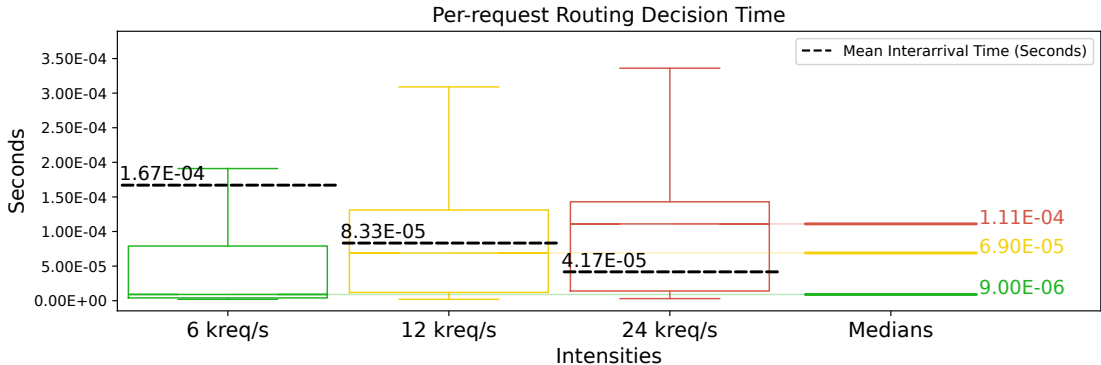 Per-request Routing Decision Time
Seconds
3.50E-04
3.00E-04
2.50E-04
2.00E-04
1.50E-04
1.00E-04
5.00E-05
0.00E+00
Mean Interarrival Time (Seconds)
1.67E-04
8.33E-05
4.17E-05
1.11E-04
6.90E-05
9.00E-06
6 kreq/s
12 kreq/s
24 kreq/s
Medians
Intensities